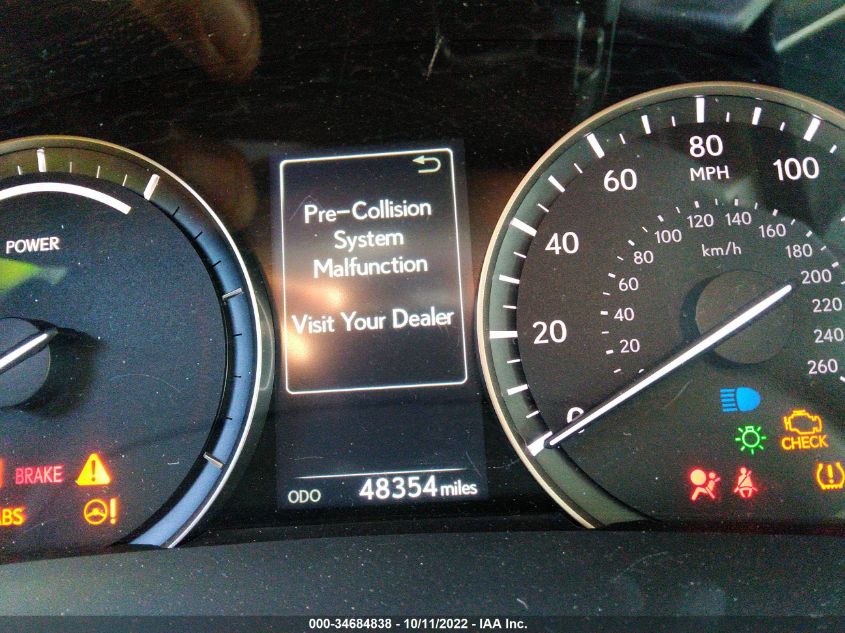 POWER
BRAKE
ABS
Pre-Collision
System
Malfunction
Visit Your Dealer
ODO 48354 miles
0
20
40
60
80
100
MPH
km/h
20
40
60
80
100
120
140
160
180
200
220
240
260
CHECK
000-34684838 - 10/11/2022 - IAA Inc.